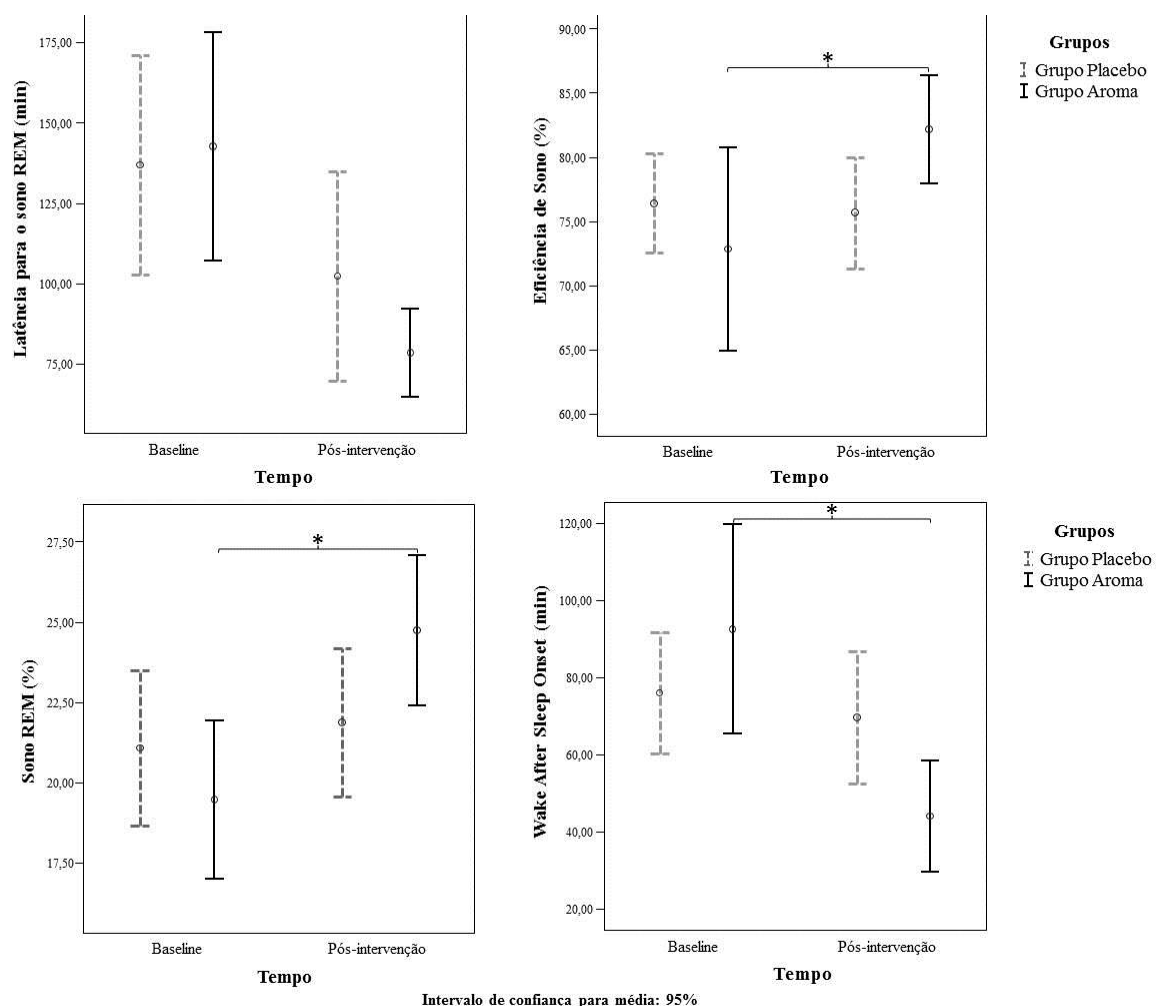 Latência para o sono REM (min)
175,00
150,00
125,00
100,00
75,00
Baseline
Pós-intervenção
Tempo
Eficiência de Sono (%)
90,00
85,00
80,00
75,00
70,00
65,00
60,00
*
Baseline
Pós-intervenção
Tempo
Grupos
Grupo Placebo
Grupo Aroma
Sono REM (%)
27,50
25,00
22,50
20,00
17,50
*
Baseline
Pós-intervenção
Tempo
Wake After Sleep Onset (min)
120,00
100,00
80,00
60,00
40,00
20,00
*
Baseline
Pós-intervenção
Tempo
Grupos
Grupo Placebo
Grupo Aroma
Intervalo de confiança para média: 95%